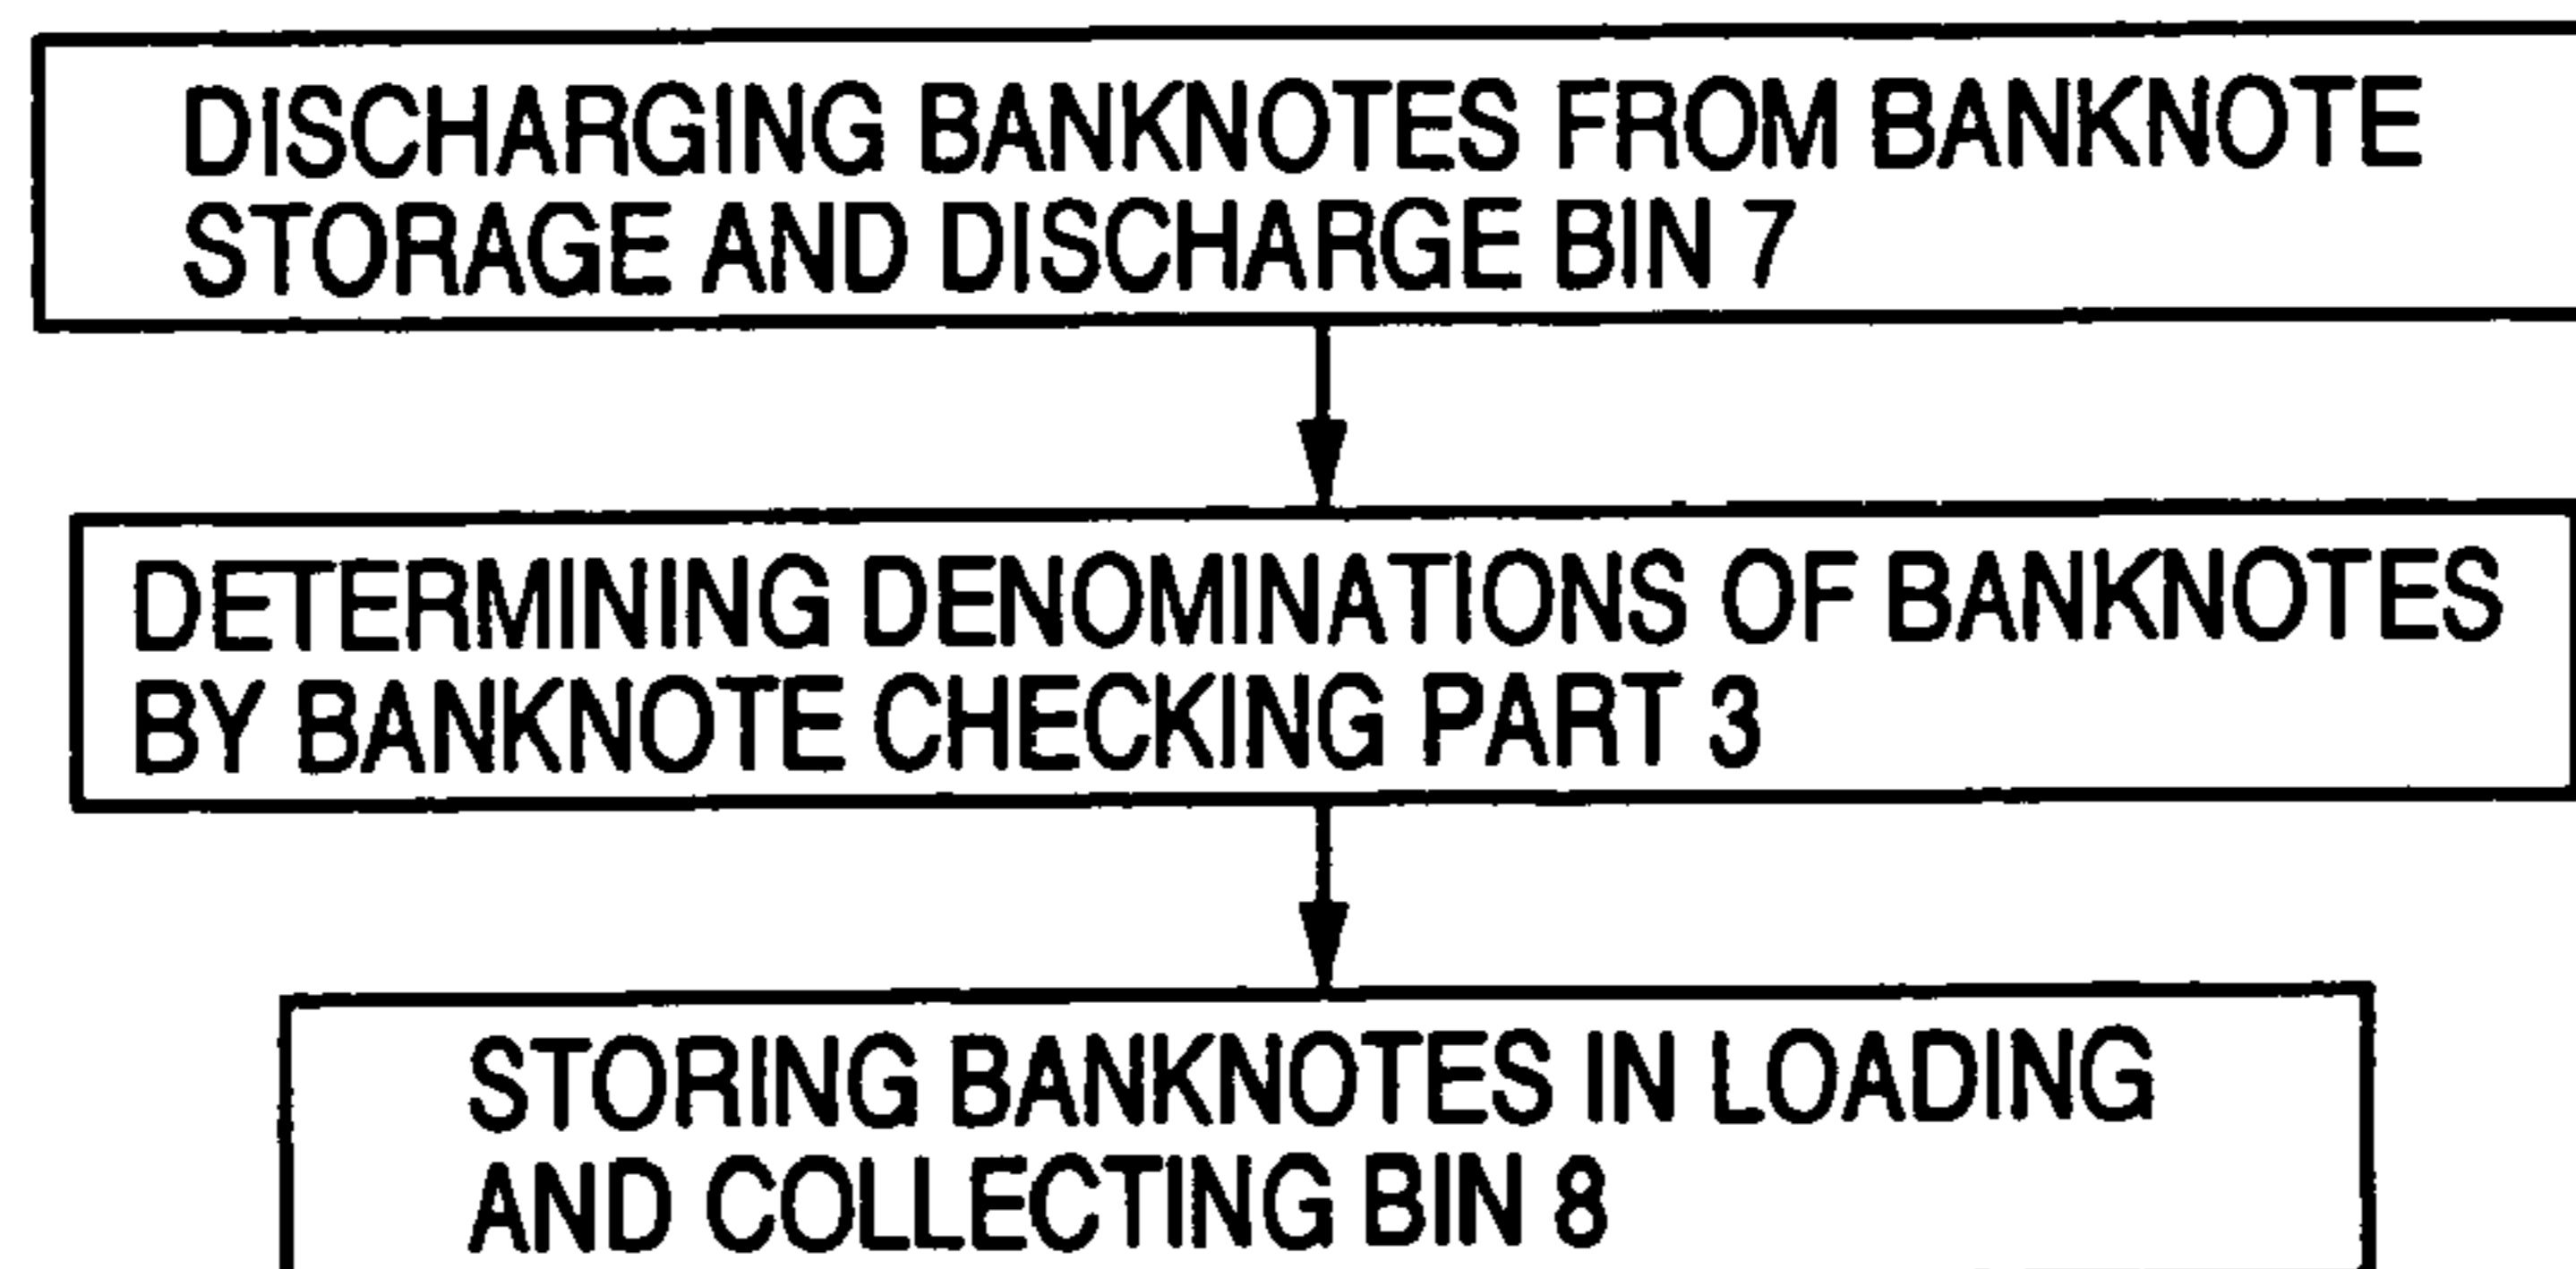 DISCHARGING BANKNOTES FROM BANKNOTE
STORAGE AND DISCHARGE BIN 7
DETERMINING DENOMINATIONS OF BANKNOTES
BY BANKNOTE CHECKING PART 3
STORING BANKNOTES IN LOADING
AND COLLECTING BIN 8